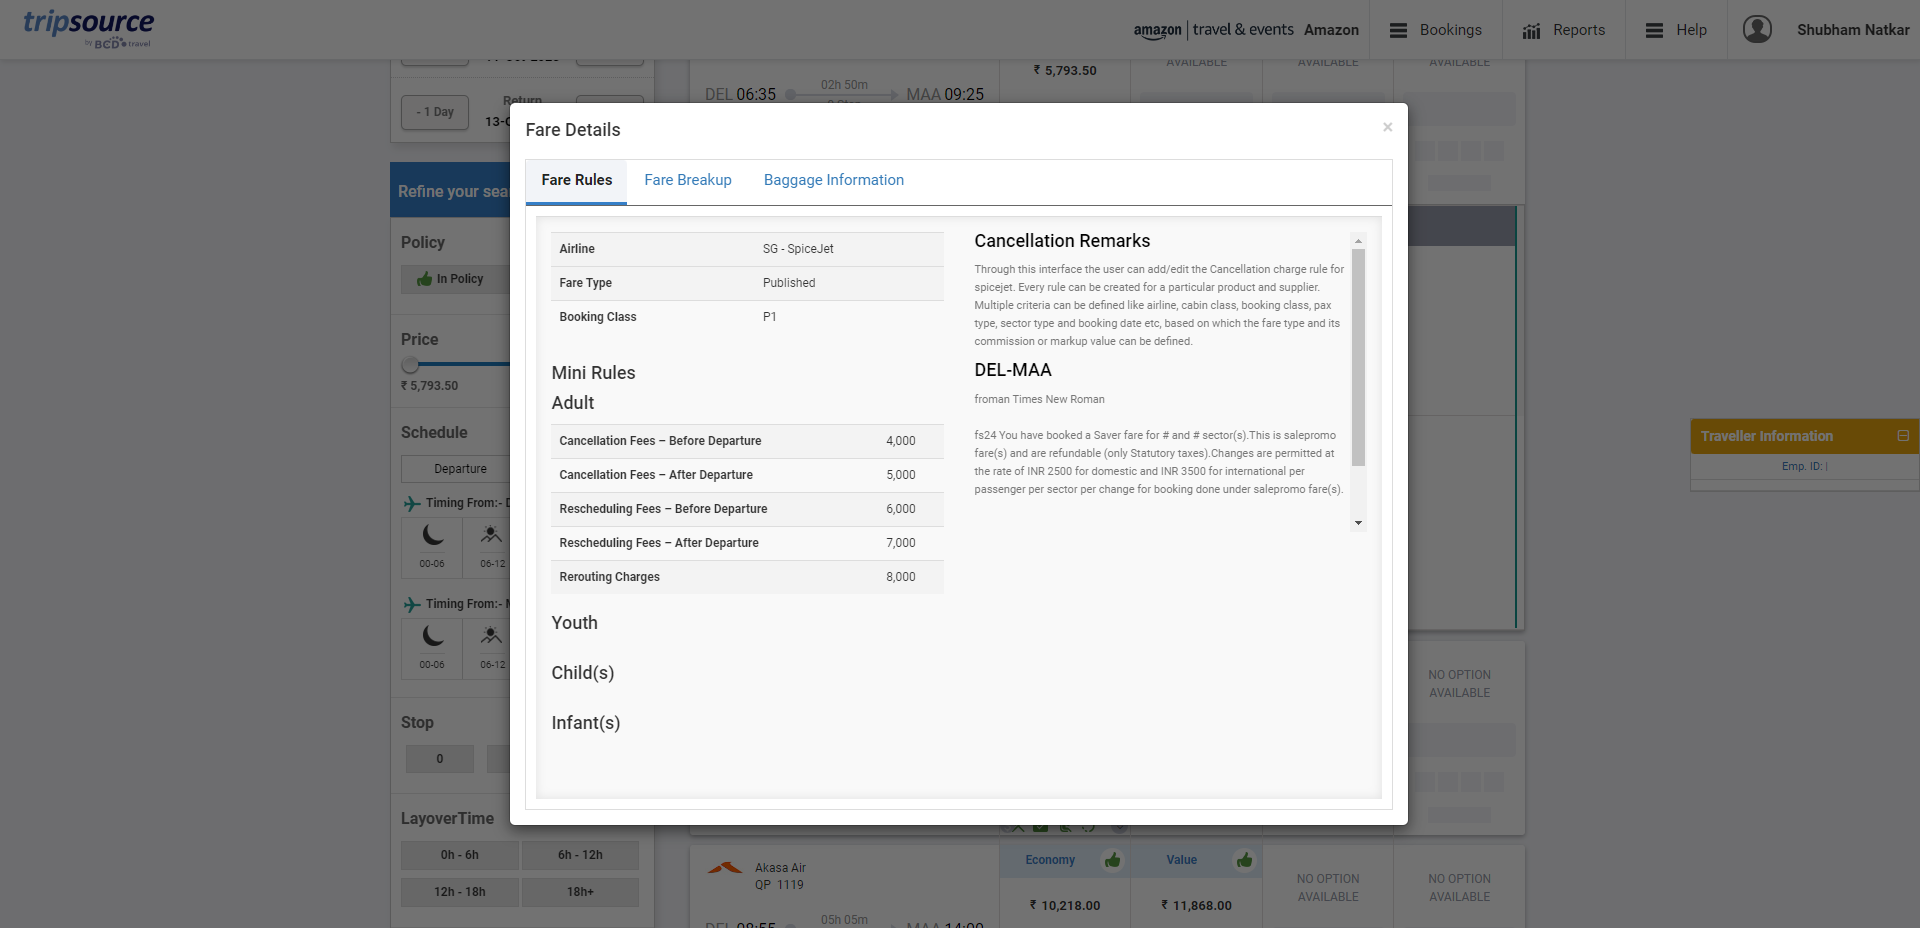 tripsource
by BCD travel
amazon | travel & events Amazon
Bookings
Reports
Help
Shubham Natkar
- 1 Day
Return
13-O
Refine your sea
Policy
In Policy
Price
₹ 5,793.50
Schedule
Departure
Timing From:- D
00-06
06-12
Timing From:- M
00-06
06-12
Stop
0
LayoverTime
0h - 6h
6h - 12h
12h - 18h
18h+
₹ 5,793.50
AVAILABLE
AVAILABLE
AVAILABLE
02h 50m
DEL 06:35
MAA 09:25
Fare Details
×
Fare Rules
Fare Breakup
Baggage Information
Airline
SG - SpiceJet
Fare Type
Published
Booking Class
P1
Mini Rules
Adult
Cancellation Fees – Before Departure
4,000
Cancellation Fees – After Departure
5,000
Rescheduling Fees – Before Departure
6,000
Rescheduling Fees – After Departure
7,000
Rerouting Charges
8,000
Youth
Child(s)
Infant(s)
Cancellation Remarks
Through this interface the user can add/edit the Cancellation charge rule for
spicejet. Every rule can be created for a particular product and supplier.
Multiple criteria can be defined like airline, cabin class, booking class, pax
type, sector type and booking date etc, based on which the fare type and its
commission or markup value can be defined.
DEL-MAA
froman Times New Roman
fs24 You have booked a Saver fare for # and # sector(s).This is salepromo
fare(s) and are refundable (only Statutory taxes).Changes are permitted at
the rate of INR 2500 for domestic and INR 3500 for international per
passenger per sector per change for booking done under salepromo fare(s).
Traveller Information
Emp. ID: |
NO OPTION
AVAILABLE
Akasa Air
QP 1119
Economy
Value
₹ 10,218.00
₹ 11,868.00
NO OPTION
AVAILABLE
NO OPTION
AVAILABLE
05h 05m
DEL 08:55
MAA 14:00